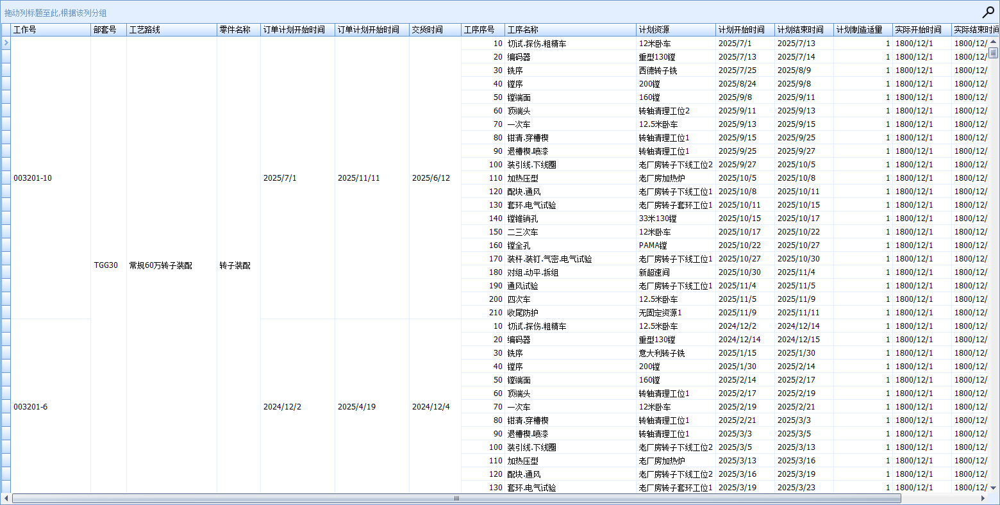 拖动列标题至此,根据该列分组
工作号 部套号 工艺路线 零件名称 订单计划开始时间 订单计划开始时间 交货时间 工序序号 工序名称 计划资源 计划开始时间 计划结束时间 计划制造适量 实际开始时间 实际结束时间
10 切试.探伤.粗精车 12米卧车 2025/7/1 2025/7/13 1 1800/12/1 1800/12/
20 编码器 重型130镗 2025/7/13 2025/7/14 1 1800/12/1 1800/12/
30 铣序 西德转子铣 2025/7/25 2025/8/9 1 1800/12/1 1800/12/
40 镗序 200镗 2025/8/24 2025/9/8 1 1800/12/1 1800/12/
50 镗端面 160镗 2025/9/8 2025/9/11 1 1800/12/1 1800/12/
60 顶端头 转轴清理工位2 2025/9/11 2025/9/13 1 1800/12/1 1800/12/
70 一次车 12.5米卧车 2025/9/13 2025/9/15 1 1800/12/1 1800/12/
80 钳清.穿槽楔 转轴清理工位1 2025/9/15 2025/9/25 1 1800/12/1 1800/12/
90 退槽楔.喷漆 转轴清理工位1 2025/9/25 2025/9/27 1 1800/12/1 1800/12/
100 装引线.下线圈 老厂房转子下线工位2 2025/9/27 2025/10/5 1 1800/12/1 1800/12/
003201-10 2025/7/1 2025/11/11 2025/6/12 110 加热压型 老厂房加热炉 2025/10/5 2025/10/8 1 1800/12/1 1800/12/
120 配块.通风 老厂房转子下线工位1 2025/10/8 2025/10/11 1 1800/12/1 1800/12/
130 套环.电气试验 老厂房转子套环工位1 2025/10/11 2025/10/15 1 1800/12/1 1800/12/
140 镗锥销孔 33米130镗 2025/10/15 2025/10/17 1 1800/12/1 1800/12/
150 二三次车 12米卧车 2025/10/17 2025/10/22 1 1800/12/1 1800/12/
160 镗全孔 PAMA镗 2025/10/22 2025/10/27 1 1800/12/1 1800/12/
170 装杆.装钉.气密.电气试验 老厂房转子下线工位1 2025/10/27 2025/10/30 1 1800/12/1 1800/12/
TGG30 常规60万转子装配 转子装配
180 对组.动平.拆组 新超速间 2025/10/30 2025/11/4 1 1800/12/1 1800/12/
190 通风试验 老厂房转子下线工位1 2025/11/4 2025/11/5 1 1800/12/1 1800/12/
200 四次车 12.5米卧车 2025/11/5 2025/11/9 1 1800/12/1 1800/12/
210 收尾防护 无固定资源1 2025/11/9 2025/11/11 1 1800/12/1 1800/12/
10 切试.探伤.粗精车 12.5米卧车 2024/12/2 2024/12/14 1 1800/12/1 1800/12/
20 编码器 重型130镗 2024/12/14 2024/12/15 1 1800/12/1 1800/12/
30 铣序 意大利转子铣 2025/1/15 2025/1/30 1 1800/12/1 1800/12/
40 镗序 200镗 2025/1/30 2025/2/14 1 1800/12/1 1800/12/
50 镗端面 160镗 2025/2/14 2025/2/17 1 1800/12/1 1800/12/
60 顶端头 转轴清理工位1 2025/2/17 2025/2/19 1 1800/12/1 1800/12/
003201-6 2024/12/2 2025/4/19 2024/12/4 70 一次车 12米卧车 2025/2/19 2025/2/21 1 1800/12/1 1800/12/
80 钳清.穿槽楔 转轴清理工位1 2025/2/21 2025/3/3 1 1800/12/1 1800/12/
90 退槽楔.喷漆 转轴清理工位1 2025/3/3 2025/3/5 1 1800/12/1 1800/12/
100 装引线.下线圈 老厂房转子下线工位2 2025/3/5 2025/3/13 1 1800/12/1 1800/12/
110 加热压型 老厂房加热炉 2025/3/13 2025/3/16 1 1800/12/1 1800/12/
120 配块.通风 老厂房转子下线工位2 2025/3/16 2025/3/19 1 1800/12/1 1800/12/
130 套环.电气试验 老厂房转子套环工位1 2025/3/19 2025/3/23 1 1800/12/1 1800/12/